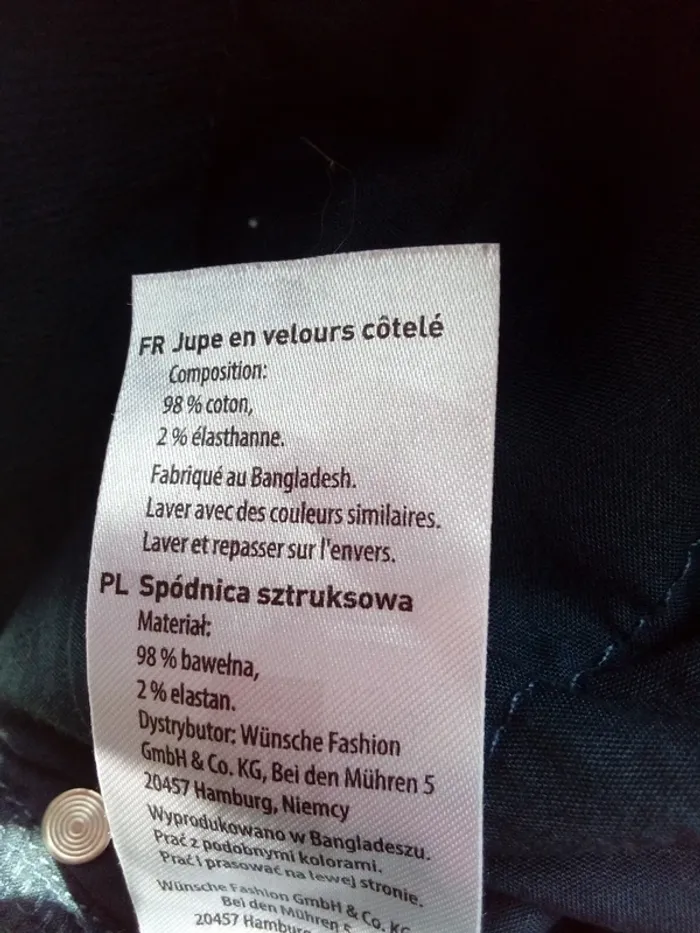 FR Jupe en velours côtelé
Composition:
98 % coton,
2 % élasthanne.
Fabriqué au Bangladesh.
Laver avec des couleurs similaires.
Laver et repasser sur l'envers.
PL Spódnica sztruksowa
Materiał:
98 % bawełna,
2 % elastan.
Dystrybutor: Wünsche Fashion
GmbH & Co. KG, Bei den Mühren 5
20457 Hamburg, Niemcy
Wyprodukowano w Bangladeszu.
Prać z podobnymi kolorami.
Prać i prasować na lewej stronie.
Wünsche Fashion GmbH & Co. KG
Bei den Mühren 5
20457 Hamburg